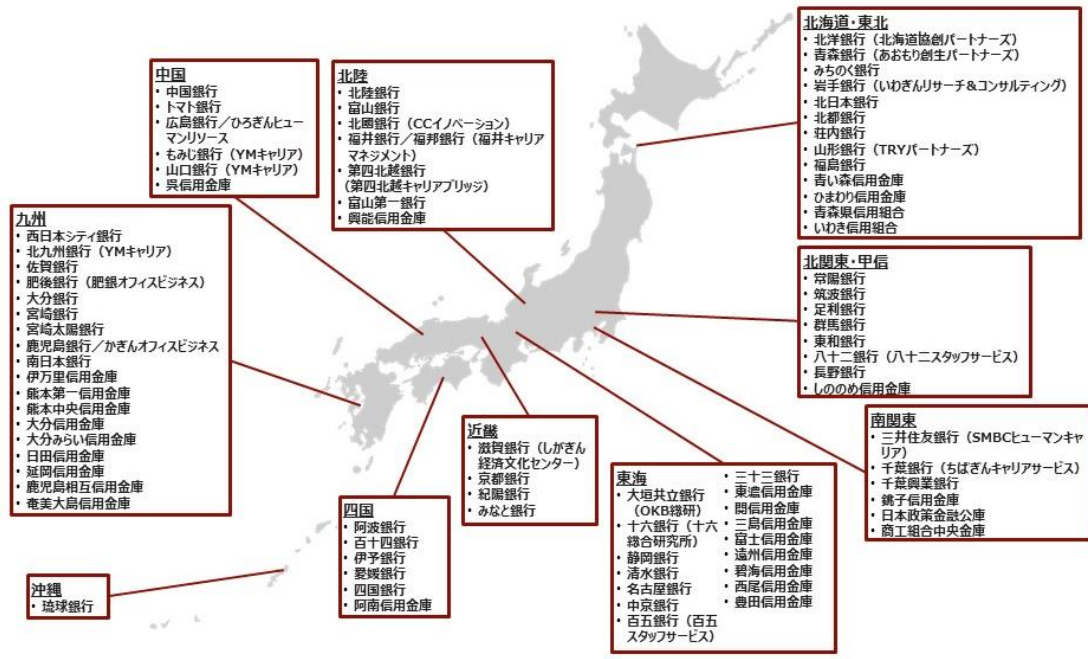 北海道・東北
・北洋銀行（北海道協創パートナーズ）
・青森銀行（あおもり創生パートナーズ）
・みちのく銀行
・岩手銀行（いわぎんリサーチ&コンサルティング）
・北日本銀行
・北都銀行
・荘内銀行
・山形銀行（TRYパートナーズ）
・福島銀行
・青い森信用金庫
・ひまわり信用金庫
・青森県信用組合
・いわき信用組合
中国
・中国銀行
・トマト銀行
・広島銀行／ひろぎんヒュー
マンリソース
・もみじ銀行（YMキャリア）
・山口銀行（YMキャリア）
・呉信用金庫
北陸
・北陸銀行
・富山銀行
・北國銀行（CCイノベーション）
・福井銀行／福邦銀行（福井キャリア
マネジメント）
・第四北越銀行
（第四北越キャリアブリッジ）
・富山第一銀行
・興能信用金庫
九州
・西日本シティ銀行
・北九州銀行（YMキャリア）
・佐賀銀行
・肥後銀行（肥銀オフィスビジネス）
・大分銀行
・宮崎銀行
・宮崎太陽銀行
・鹿児島銀行／かぎんオフィスビジネス
・南日本銀行
・伊万里信用金庫
・熊本第一信用金庫
・熊本中央信用金庫
・大分信用金庫
・大分みらい信用金庫
・日田信用金庫
・延岡信用金庫
・鹿児島相互信用金庫
・奄美大島信用金庫
北関東・甲信
・常陽銀行
・筑波銀行
・足利銀行
・群馬銀行
・東和銀行
・八十二銀行（八十二スタッフサービス）
・長野銀行
・しののめ信用金庫
南関東
・三井住友銀行（SMBCヒューマンキャ
リア）
・千葉銀行（ちばぎんキャリアサービス）
・千葉興業銀行
・銚子信用金庫
・日本政策金融公庫
・商工組合中央金庫
近畿
・滋賀銀行（しがぎん
経済文化センター）
・京都銀行
・紀陽銀行
・みなと銀行
東海
・大垣共立銀行
（OKB総研）
・十六銀行（十六
総合研究所）
・静岡銀行
・清水銀行
・名古屋銀行
・中京銀行
・百五銀行（百五
スタッフサービス）
・三十三銀行
・東濃信用金庫
・関信用金庫
・三島信用金庫
・富士信用金庫
・遠州信用金庫
・碧海信用金庫
・西尾信用金庫
・豊田信用金庫
四国
・阿波銀行
・百十四銀行
・伊予銀行
・愛媛銀行
・四国銀行
・阿南信用金庫
沖縄
・琉球銀行